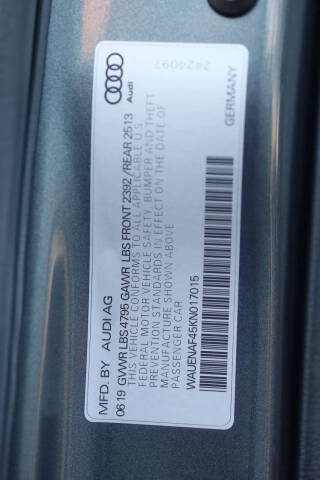 Audi
2424097
GERMANY
MFD. BY AUDI AG
06 19 GVWR LBS 4795 GAWR LBS FRONT 2392 / REAR 2513
THIS VEHICLE CONFORMS TO ALL APPLICABLE U.S.
FEDERAL MOTOR VEHICLE SAFETY, BUMPER AND THEFT
PREVENTION STANDARDS IN EFFECT ON THE DATE OF
MANUFACTURE SHOWN ABOVE
PASSENGER CAR
WAUENAF45KN017015